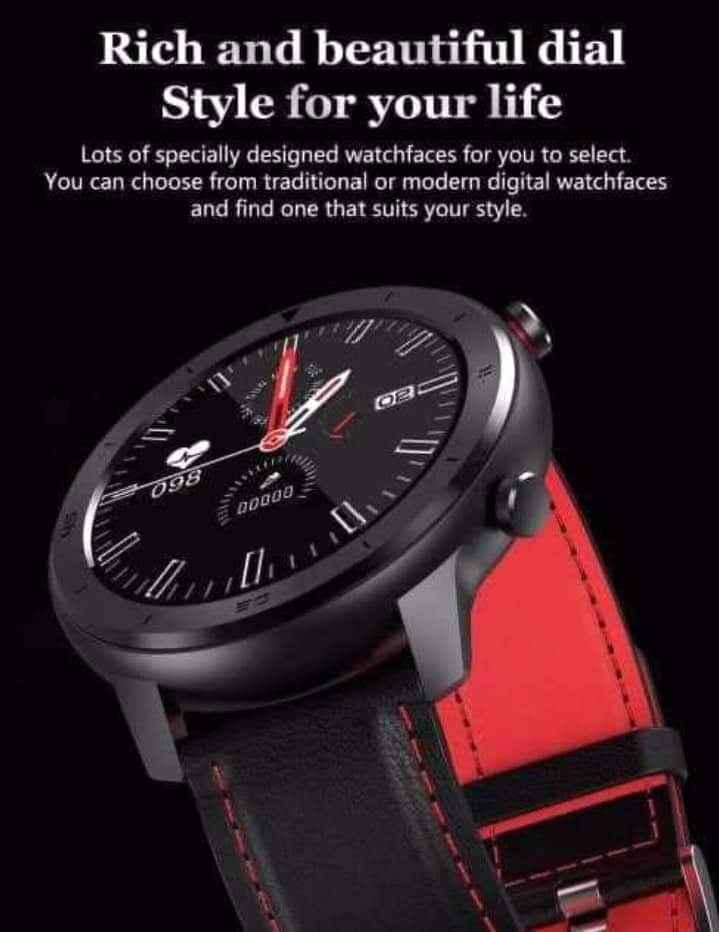 Rich and beautiful dial
Style for your life
Lots of specially designed watchfaces for you to select.
You can choose from traditional or modern digital watchfaces
and find one that suits your style.
02
098
00000